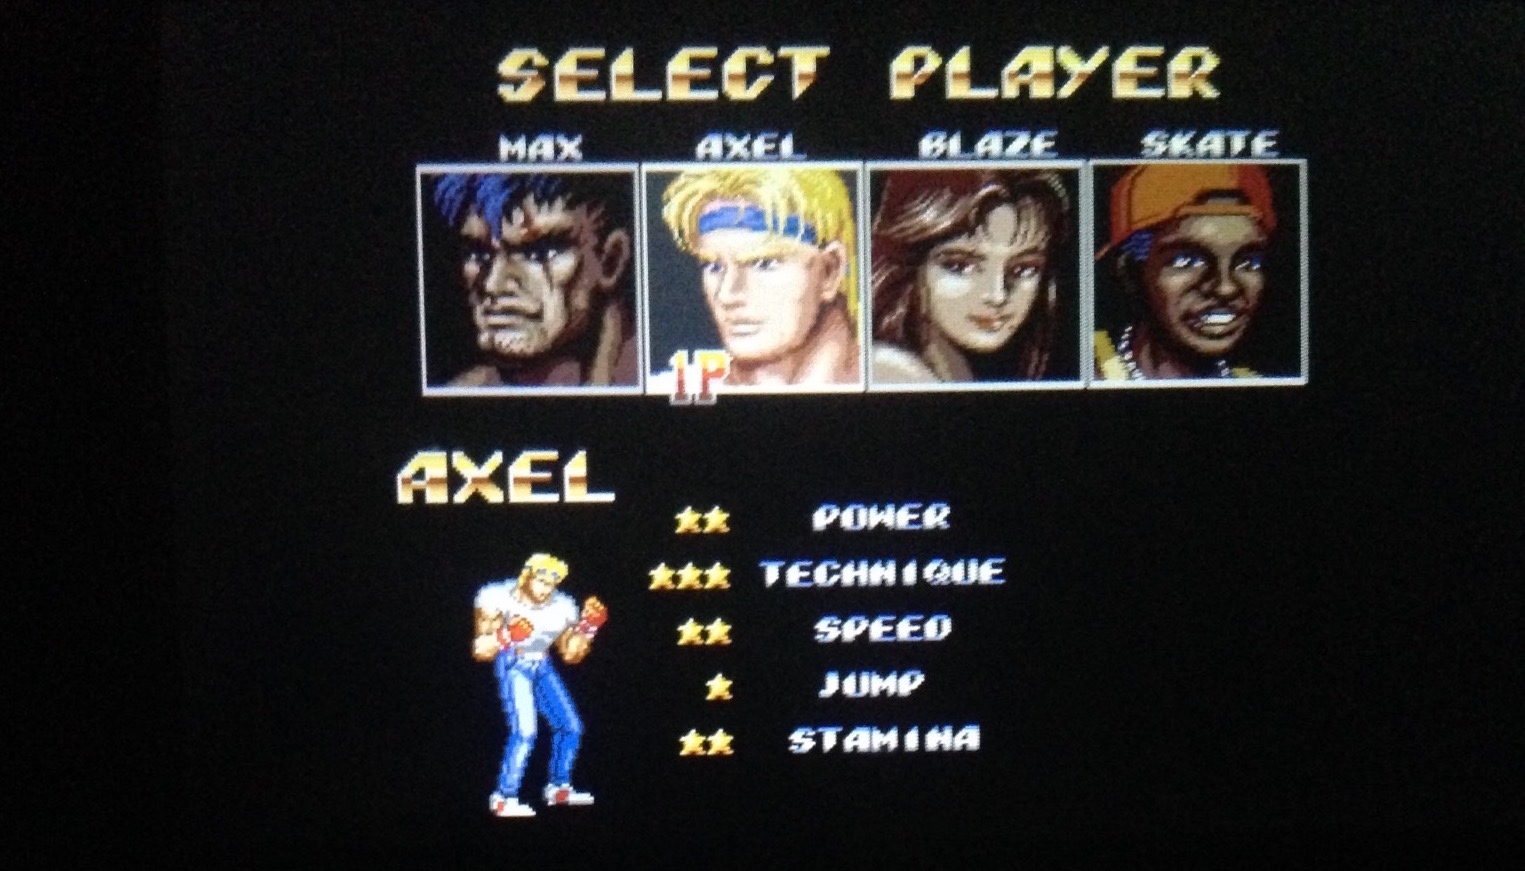 SELECT PLAYER
MAX AXEL BLAZE SKATE
1P
AXEL
POWER
TECHNIQUE
SPEED
JUMP
STAMINA